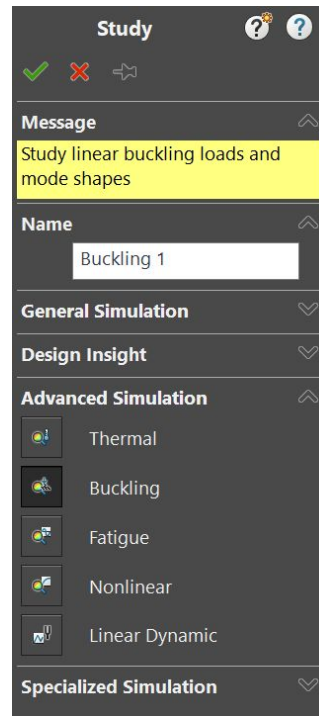 Study
Message
Study linear buckling loads and
mode shapes
Name
Buckling 1
General Simulation
Design Insight
Advanced Simulation
Thermal
Buckling
Fatigue
Nonlinear
Linear Dynamic
Specialized Simulation